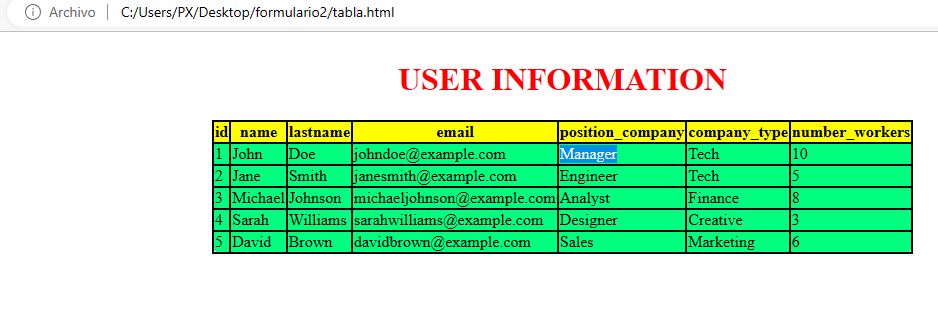 Archivo C:/Users/PX/Desktop/formulario2/tabla.html
USER INFORMATION
id name lastname email position_company company_type number_workers
1 John Doe johndoe@example.com Manager Tech 10
2 Jane Smith janesmith@example.com Engineer Tech 5
3 Michael Johnson michaeljohnson@example.com Analyst Finance 8
4 Sarah Williams sarahwilliams@example.com Designer Creative 3
5 David Brown davidbrown@example.com Sales Marketing 6